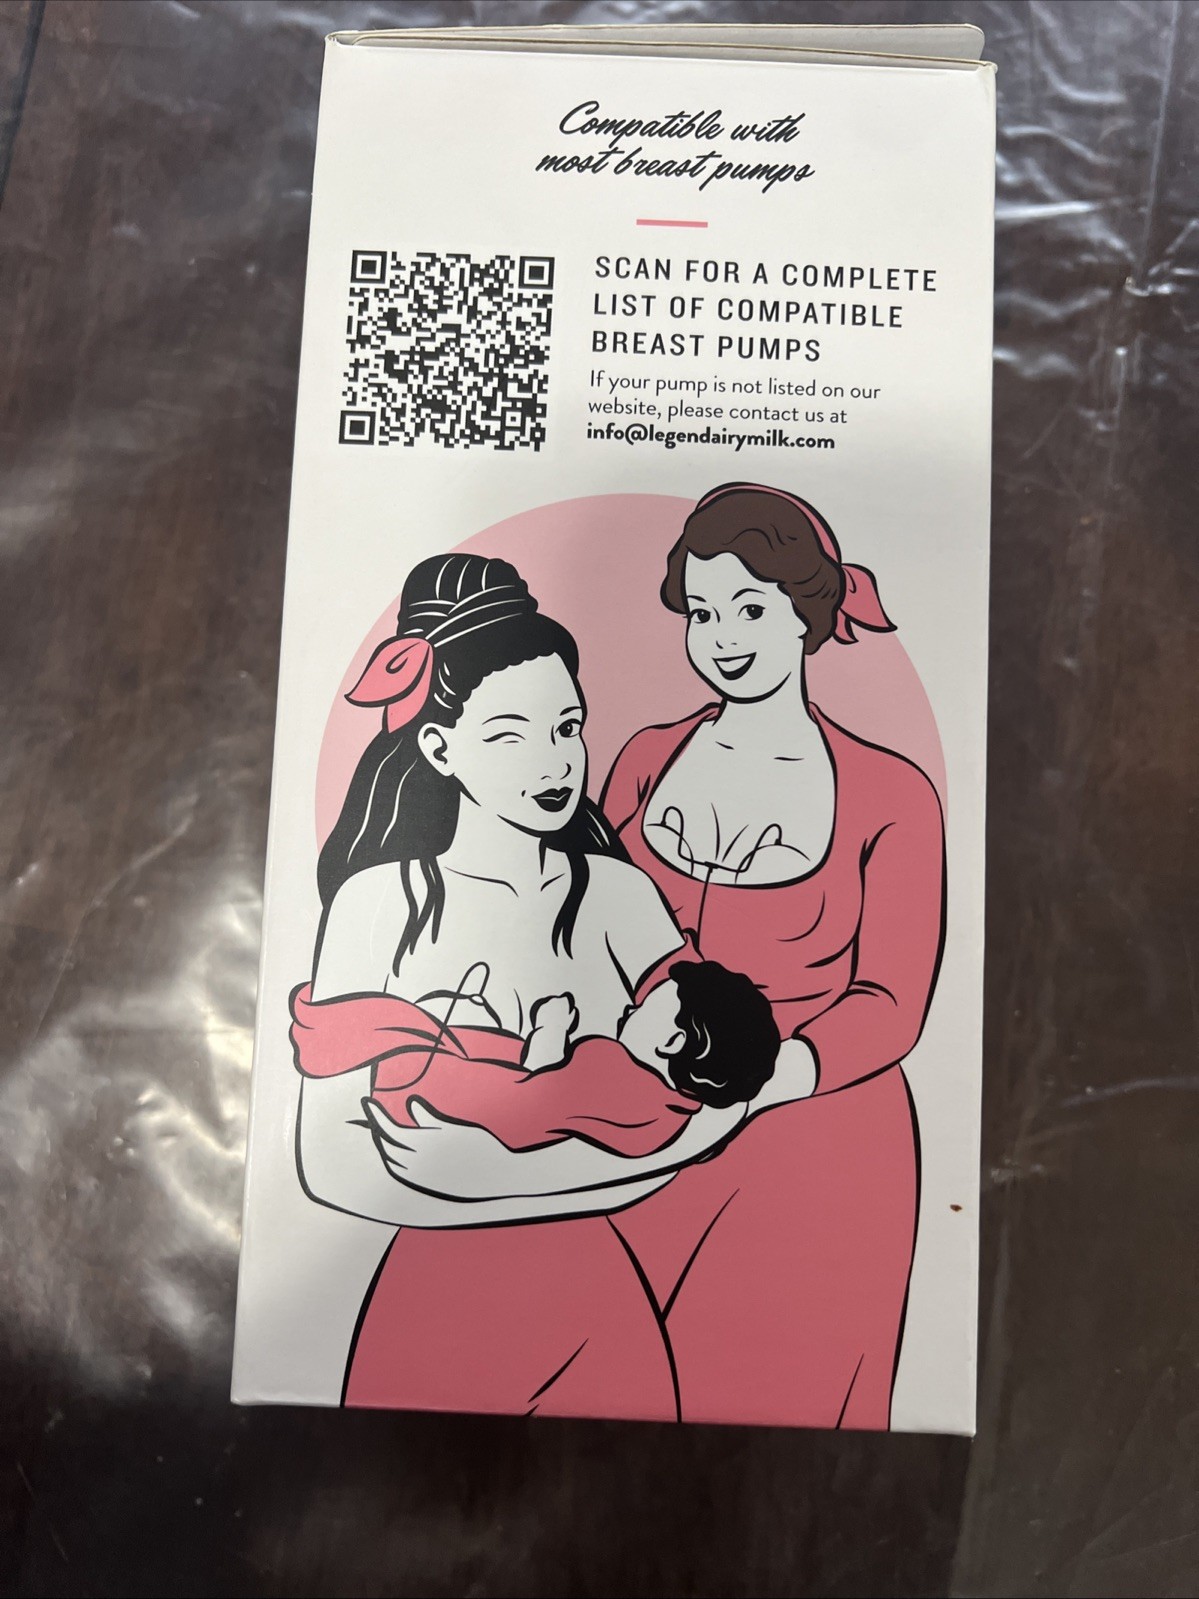 Compatible with
most breast pumps
SCAN FOR A COMPLETE
LIST OF COMPATIBLE
BREAST PUMPS
If your pump is not listed on our
website, please contact us at
info@legendairymilk.com